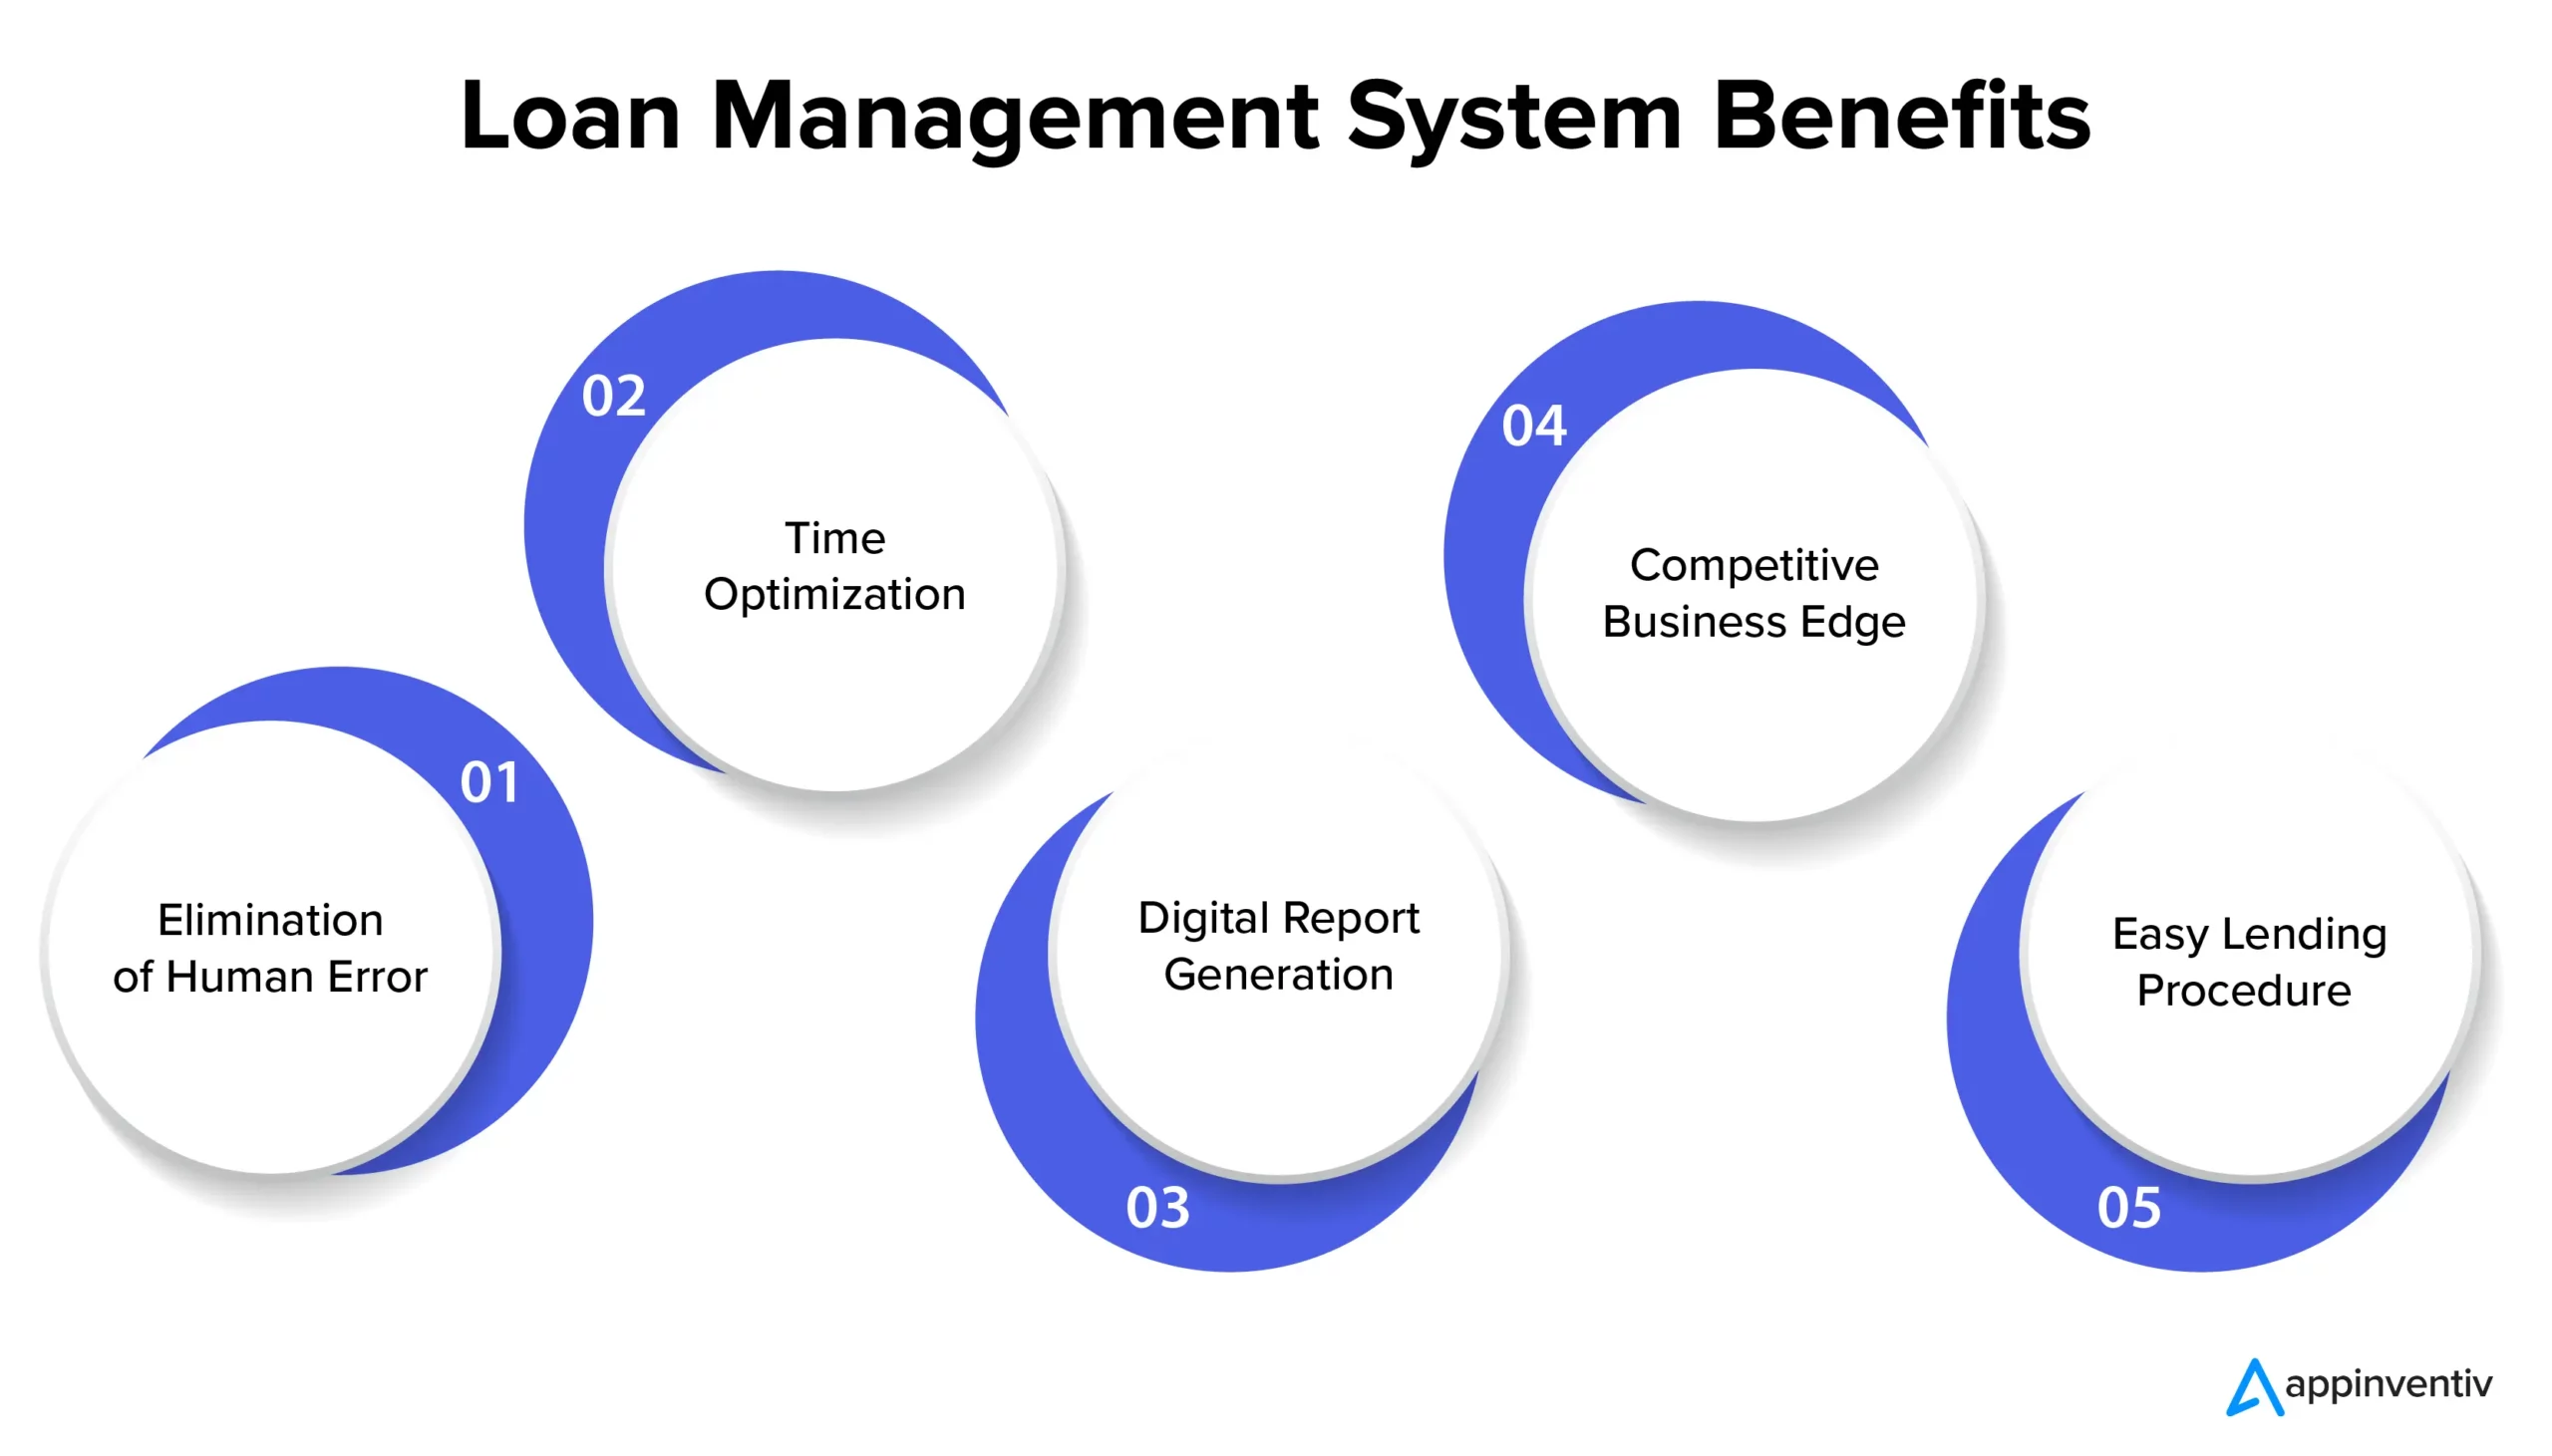 Loan Management System Benefits
01
Elimination
of Human Error
02
Time
Optimization
03
Digital Report
Generation
04
Competitive
Business Edge
05
Easy Lending
Procedure
appinventiv